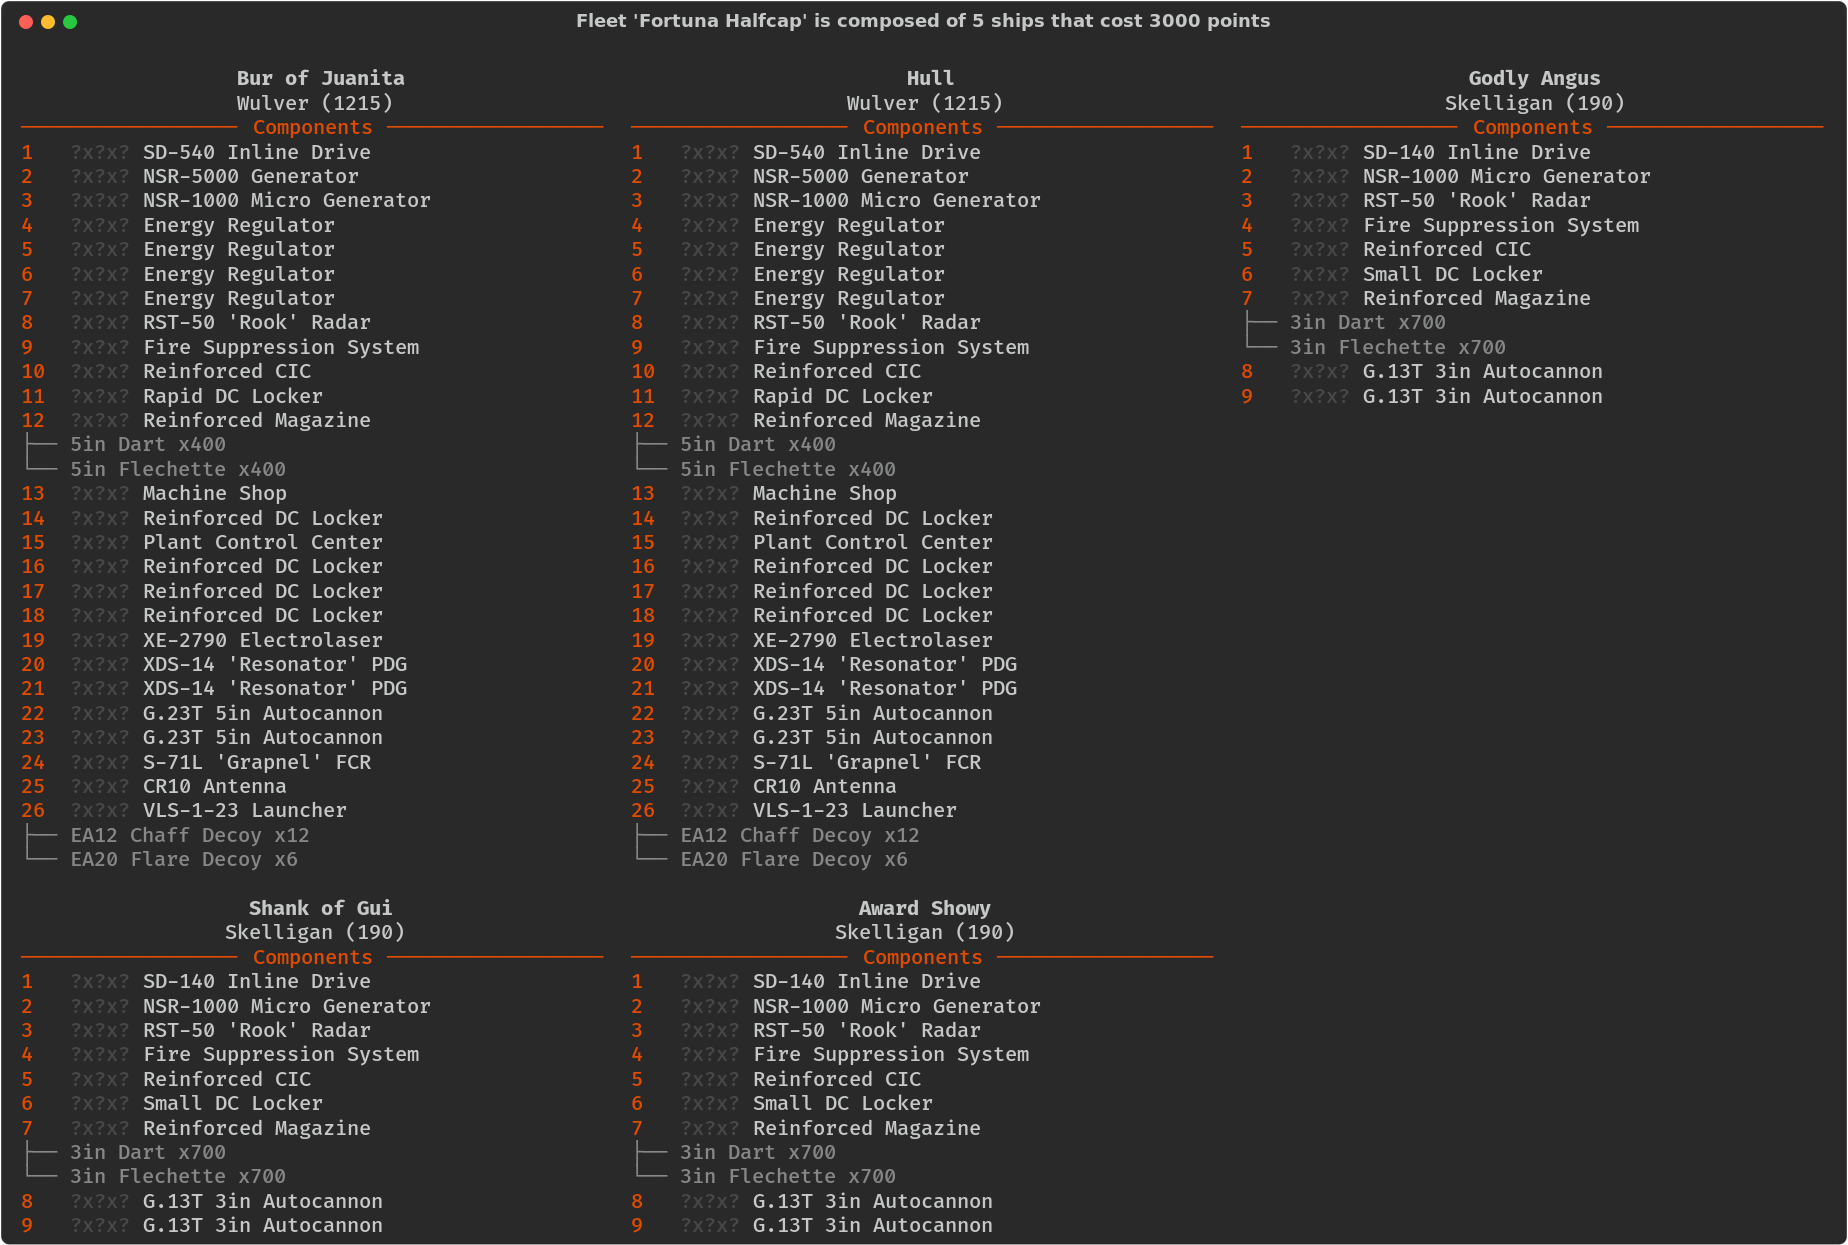 Fleet 'Fortuna Halfcap' is composed of 5 ships that cost 3000 points
Bur of Juanita
Wulver (1215)
Components
1 ?x?x? SD-540 Inline Drive
2 ?x?x? NSR-5000 Generator
3 ?x?x? NSR-1000 Micro Generator
4 ?x?x? Energy Regulator
5 ?x?x? Energy Regulator
6 ?x?x? Energy Regulator
7 ?x?x? Energy Regulator
8 ?x?x? RST-50 'Rook' Radar
9 ?x?x? Fire Suppression System
10 ?x?x? Reinforced CIC
11 ?x?x? Rapid DC Locker
12 ?x?x? Reinforced Magazine
5in Dart x400
5in Flechette x400
13 ?x?x? Machine Shop
14 ?x?x? Reinforced DC Locker
15 ?x?x? Plant Control Center
16 ?x?x? Reinforced DC Locker
17 ?x?x? Reinforced DC Locker
18 ?x?x? Reinforced DC Locker
19 ?x?x? XE-2790 Electrolaser
20 ?x?x? XDS-14 'Resonator' PDG
21 ?x?x? XDS-14 'Resonator' PDG
22 ?x?x? G.23T 5in Autocannon
23 ?x?x? G.23T 5in Autocannon
24 ?x?x? S-71L 'Grapnel' FCR
25 ?x?x? CR10 Antenna
26 ?x?x? VLS-1-23 Launcher
EA12 Chaff Decoy x12
EA20 Flare Decoy x6
Hull
Wulver (1215)
Components
1 ?x?x? SD-540 Inline Drive
2 ?x?x? NSR-5000 Generator
3 ?x?x? NSR-1000 Micro Generator
4 ?x?x? Energy Regulator
5 ?x?x? Energy Regulator
6 ?x?x? Energy Regulator
7 ?x?x? Energy Regulator
8 ?x?x? RST-50 'Rook' Radar
9 ?x?x? Fire Suppression System
10 ?x?x? Reinforced CIC
11 ?x?x? Rapid DC Locker
12 ?x?x? Reinforced Magazine
5in Dart x400
5in Flechette x400
13 ?x?x? Machine Shop
14 ?x?x? Reinforced DC Locker
15 ?x?x? Plant Control Center
16 ?x?x? Reinforced DC Locker
17 ?x?x? Reinforced DC Locker
18 ?x?x? Reinforced DC Locker
19 ?x?x? XE-2790 Electrolaser
20 ?x?x? XDS-14 'Resonator' PDG
21 ?x?x? XDS-14 'Resonator' PDG
22 ?x?x? G.23T 5in Autocannon
23 ?x?x? G.23T 5in Autocannon
24 ?x?x? S-71L 'Grapnel' FCR
25 ?x?x? CR10 Antenna
26 ?x?x? VLS-1-23 Launcher
EA12 Chaff Decoy x12
EA20 Flare Decoy x6
Godly Angus
Skelligan (190)
Components
1 ?x?x? SD-140 Inline Drive
2 ?x?x? NSR-1000 Micro Generator
3 ?x?x? RST-50 'Rook' Radar
4 ?x?x? Fire Suppression System
5 ?x?x? Reinforced CIC
6 ?x?x? Small DC Locker
7 ?x?x? Reinforced Magazine
3in Dart x700
3in Flechette x700
8 ?x?x? G.13T 3in Autocannon
9 ?x?x? G.13T 3in Autocannon
Shank of Gui
Skelligan (190)
Components
1 ?x?x? SD-140 Inline Drive
2 ?x?x? NSR-1000 Micro Generator
3 ?x?x? RST-50 'Rook' Radar
4 ?x?x? Fire Suppression System
5 ?x?x? Reinforced CIC
6 ?x?x? Small DC Locker
7 ?x?x? Reinforced Magazine
3in Dart x700
3in Flechette x700
8 ?x?x? G.13T 3in Autocannon
9 ?x?x? G.13T 3in Autocannon
Award Showy
Skelligan (190)
Components
1 ?x?x? SD-140 Inline Drive
2 ?x?x? NSR-1000 Micro Generator
3 ?x?x? RST-50 'Rook' Radar
4 ?x?x? Fire Suppression System
5 ?x?x? Reinforced CIC
6 ?x?x? Small DC Locker
7 ?x?x? Reinforced Magazine
3in Dart x700
3in Flechette x700
8 ?x?x? G.13T 3in Autocannon
9 ?x?x? G.13T 3in Autocannon